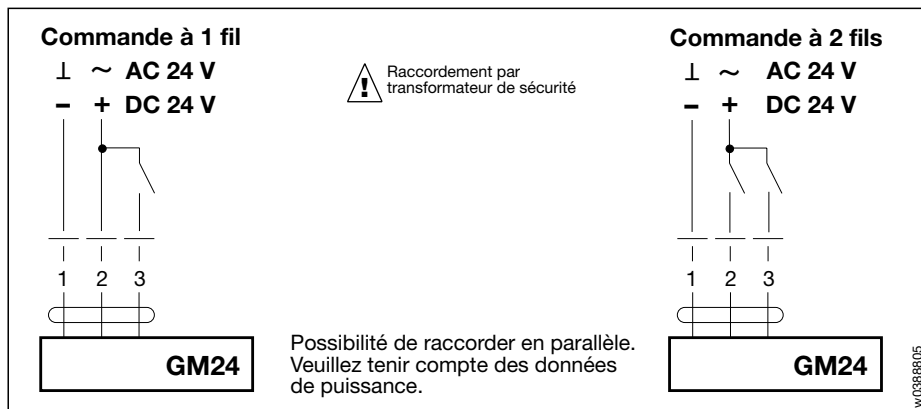 Commande à 1 fil
⊥ ~ AC 24 V
– + DC 24 V
1 2 3
GM24
Raccordement par
transformateur de sécurité
Possibilité de raccorder en parallèle.
Veuillez tenir compte des données
de puissance.
Commande à 2 fils
⊥ ~ AC 24 V
– + DC 24 V
1 2 3
GM24
w0388805